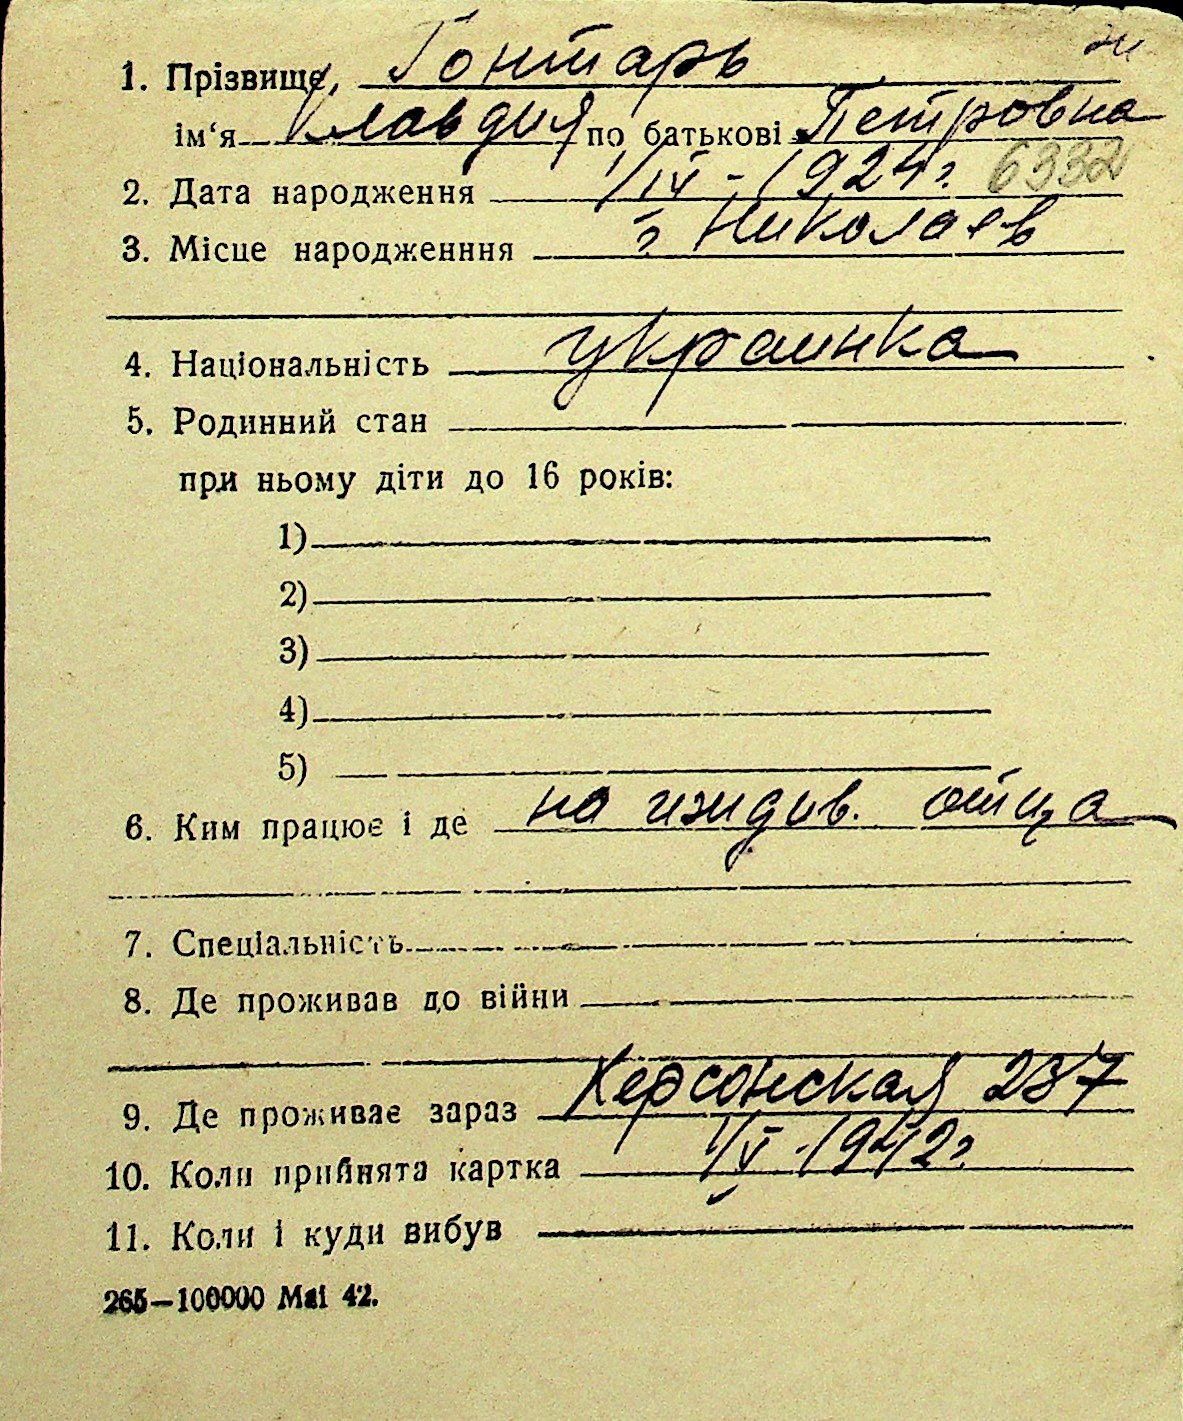 1. Прізвище, Гонтарь
ім‘я Клавдия по батькові Петровна
2. Дата народження 1/IV - 1924 г. 6332
3. Місце народженння г. Николаев
4. Національність украинка
5. Родинний стан
при ньому діти до 16 років:
1)
2)
3)
4)
5)
6. Ким працює і де на иждив. отца
7. Спеціальність
8. Де проживав до війни
9. Де проживає зараз Херсонская 237
10. Коли прийнята картка 1/V - 1942 г.
11. Коли і куди вибув
265—100000 Mai 42.